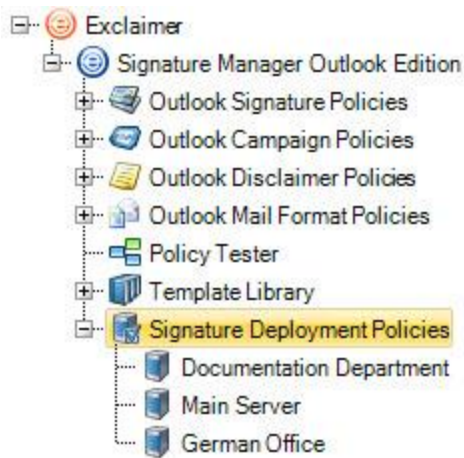 Exclaimer
Signature Manager Outlook Edition
Outlook Signature Policies
Outlook Campaign Policies
Outlook Disclaimer Policies
Outlook Mail Format Policies
Policy Tester
Template Library
Signature Deployment Policies
Documentation Department
Main Server
German Office